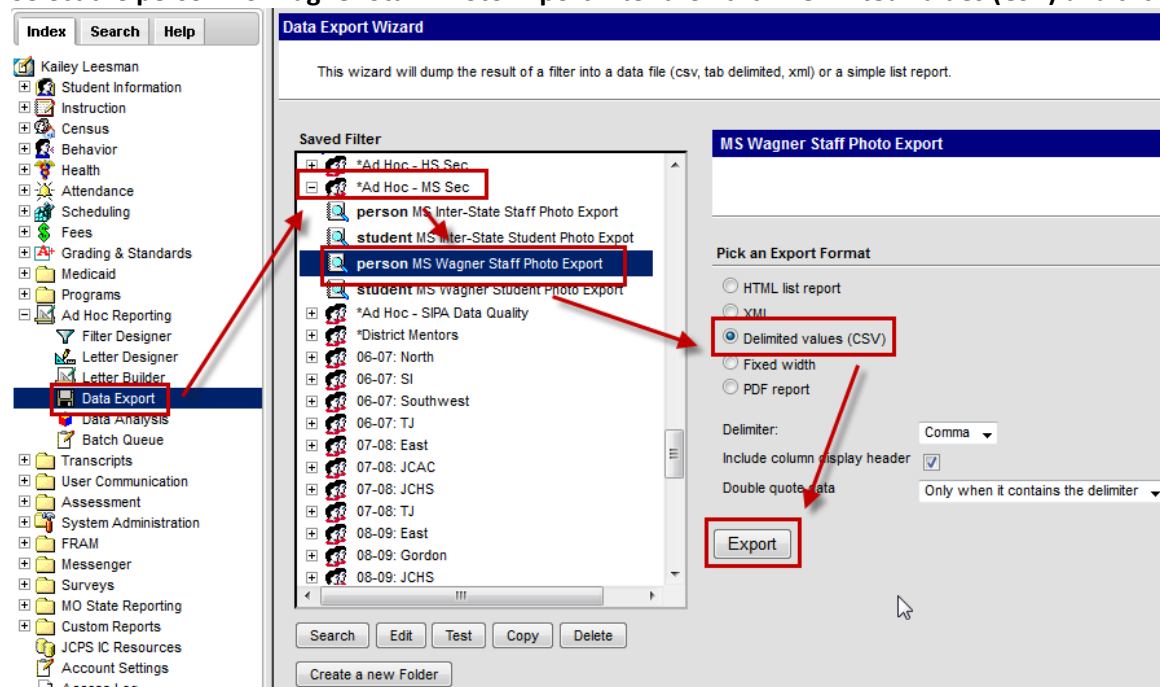 Index Search Help
Kailey Leesman
Student Information
Instruction
Census
Behavior
Health
Attendance
Scheduling
Fees
Grading & Standards
Medicaid
Programs
Ad Hoc Reporting
Filter Designer
Letter Designer
Letter Builder
Data Export
Data Analysis
Batch Queue
Transcripts
User Communication
Assessment
System Administration
FRAM
Messenger
Surveys
MO State Reporting
Custom Reports
JCPS IC Resources
Account Settings
Data Export Wizard
This wizard will dump the result of a filter into a data file (csv, tab delimited, xml) or a simple list report.
Saved Filter
*Ad Hoc - HS Sec
*Ad Hoc - MS Sec
person MS Inter-State Staff Photo Export
student MS Inter-State Student Photo Expot
person MS Wagner Staff Photo Export
student MS Wagner Student Photo Export
*Ad Hoc - SIPA Data Quality
*District Mentors
06-07: North
06-07: SI
06-07: Southwest
06-07: TJ
07-08: East
07-08: JCAC
07-08: JCHS
07-08: TJ
08-09: East
08-09: Gordon
08-09: JCHS
Search Edit Test Copy Delete
Create a new Folder
MS Wagner Staff Photo Export
Pick an Export Format
HTML list report
XML
Delimited values (CSV)
Fixed width
PDF report
Delimiter: Comma
Include column display header
Double quote data Only when it contains the delimiter
Export